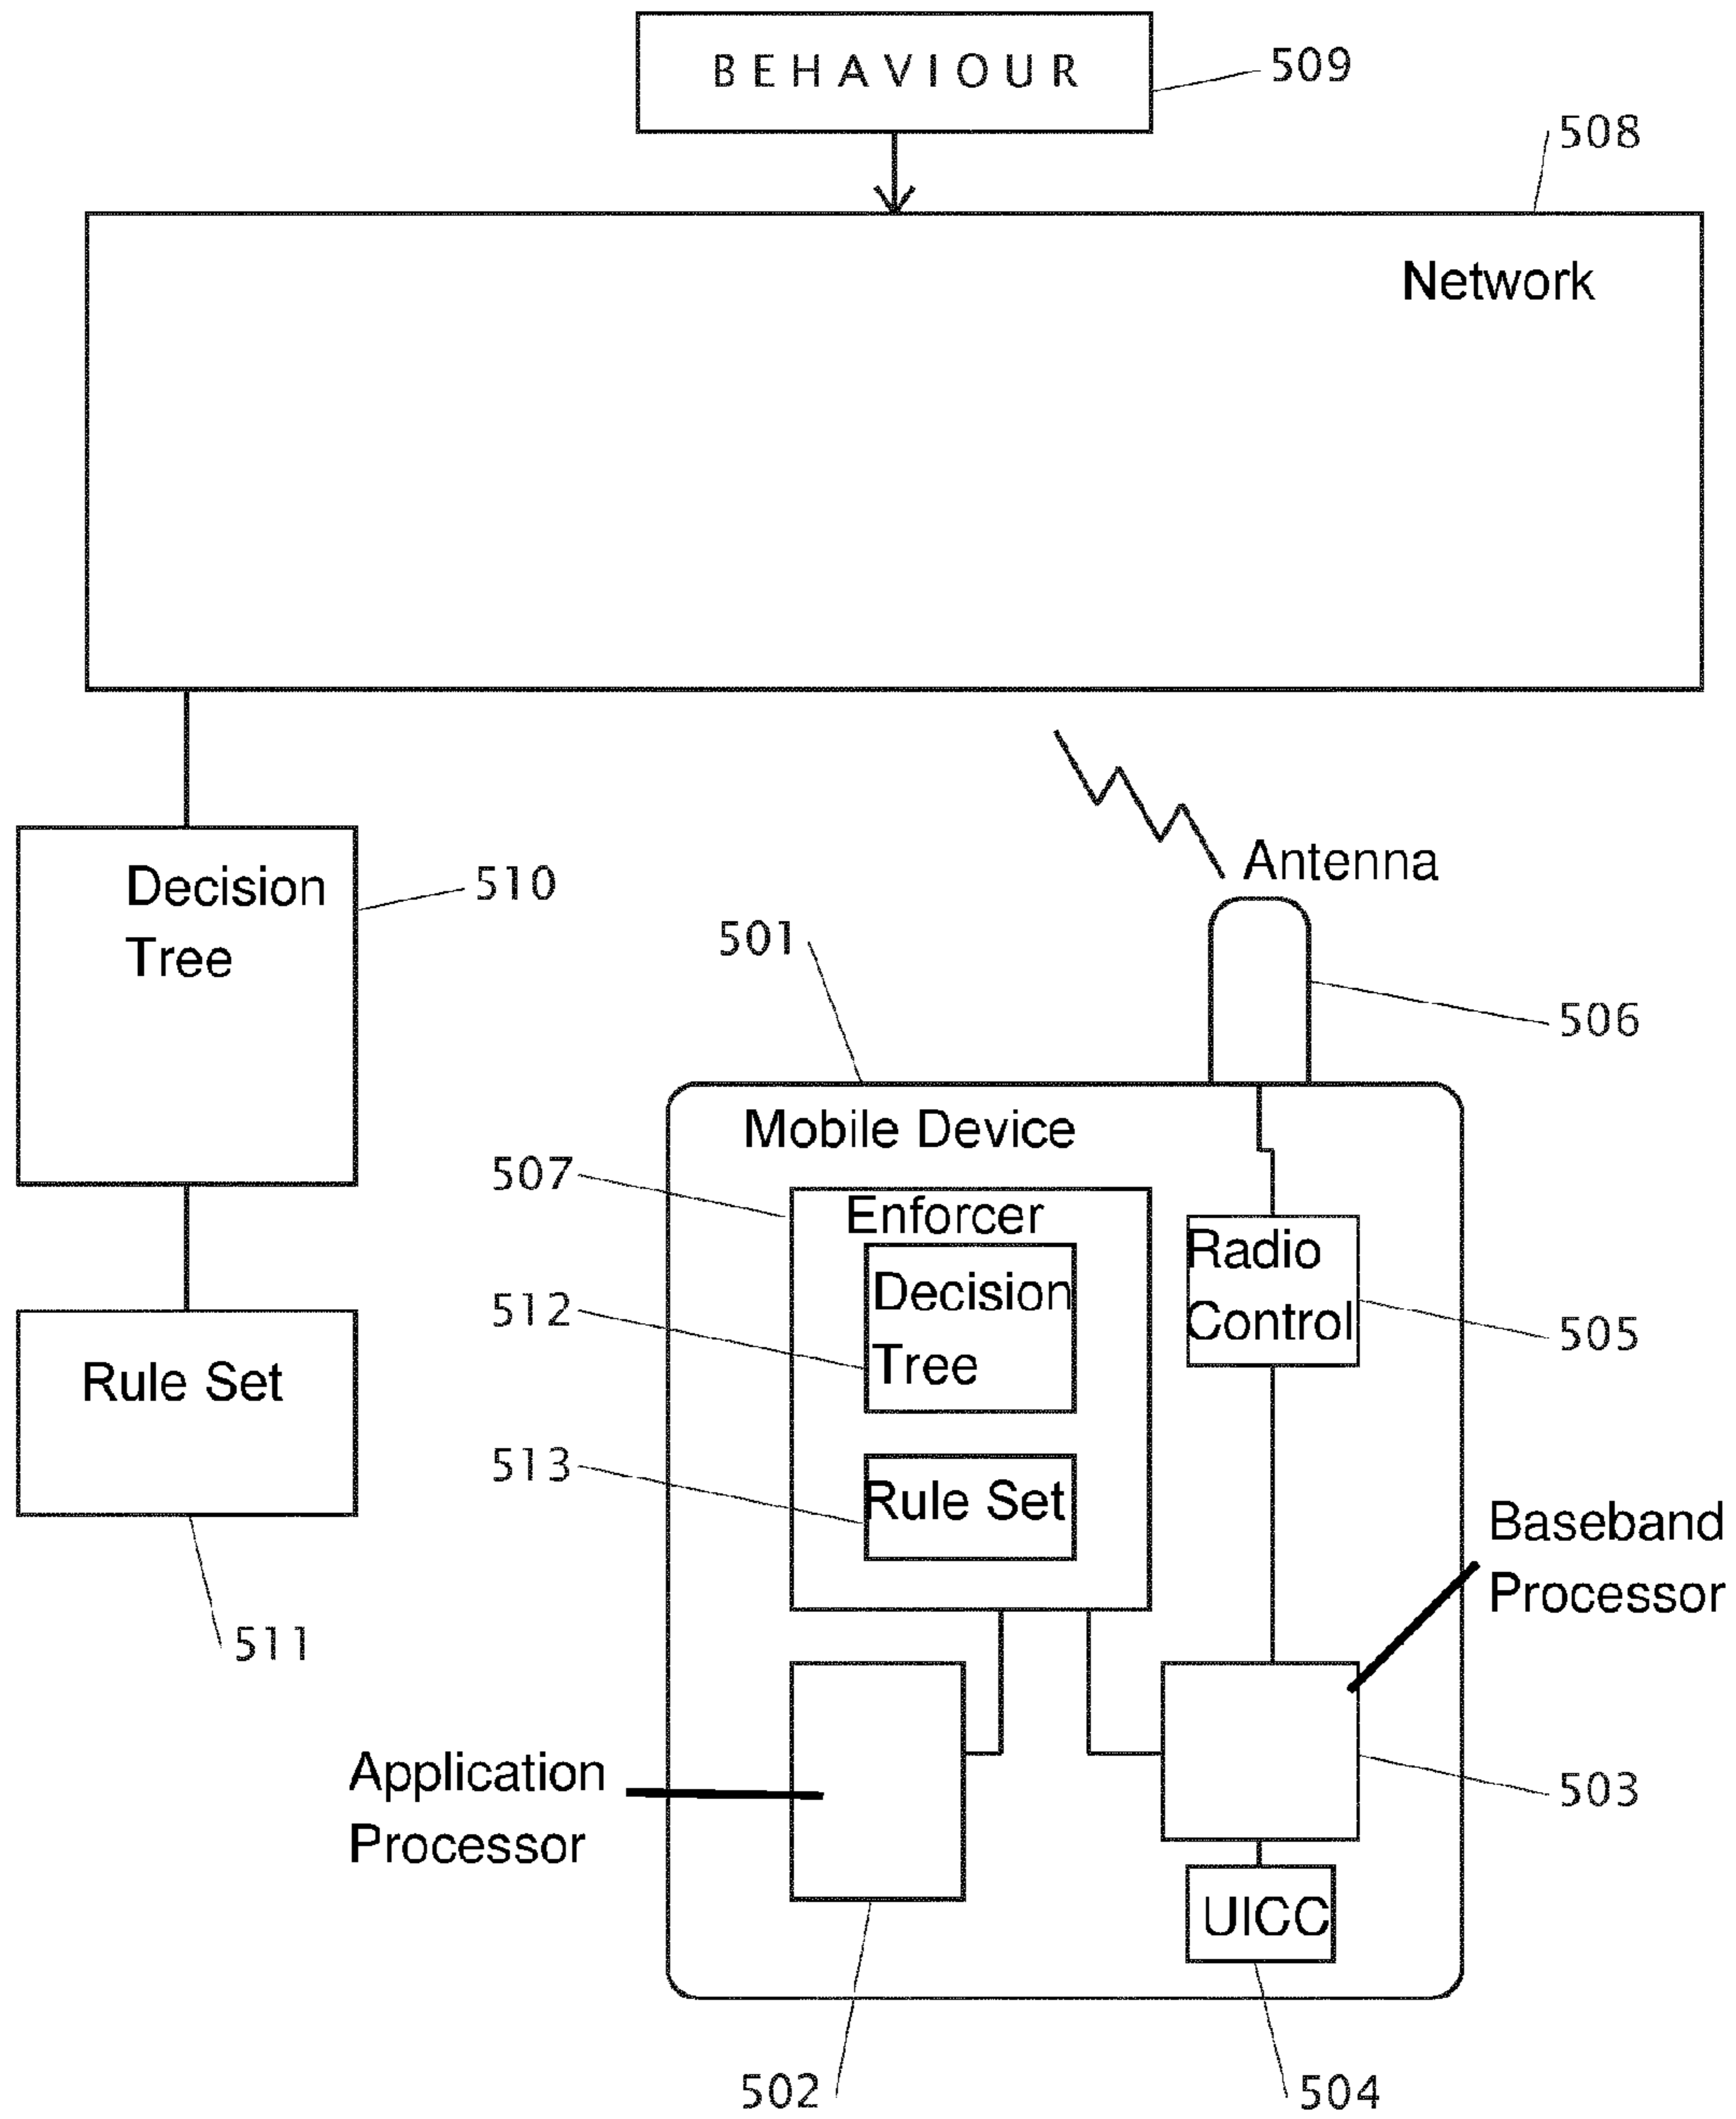 BEHAVIOUR
509
508
Network
Decision
Tree
510
Antenna
501
506
Mobile Device
507
Enforcer
Decision
Tree
512
Radio
Control
505
Rule Set
513
Rule Set
511
Baseband
Processor
Application
Processor
503
UICC
502
504